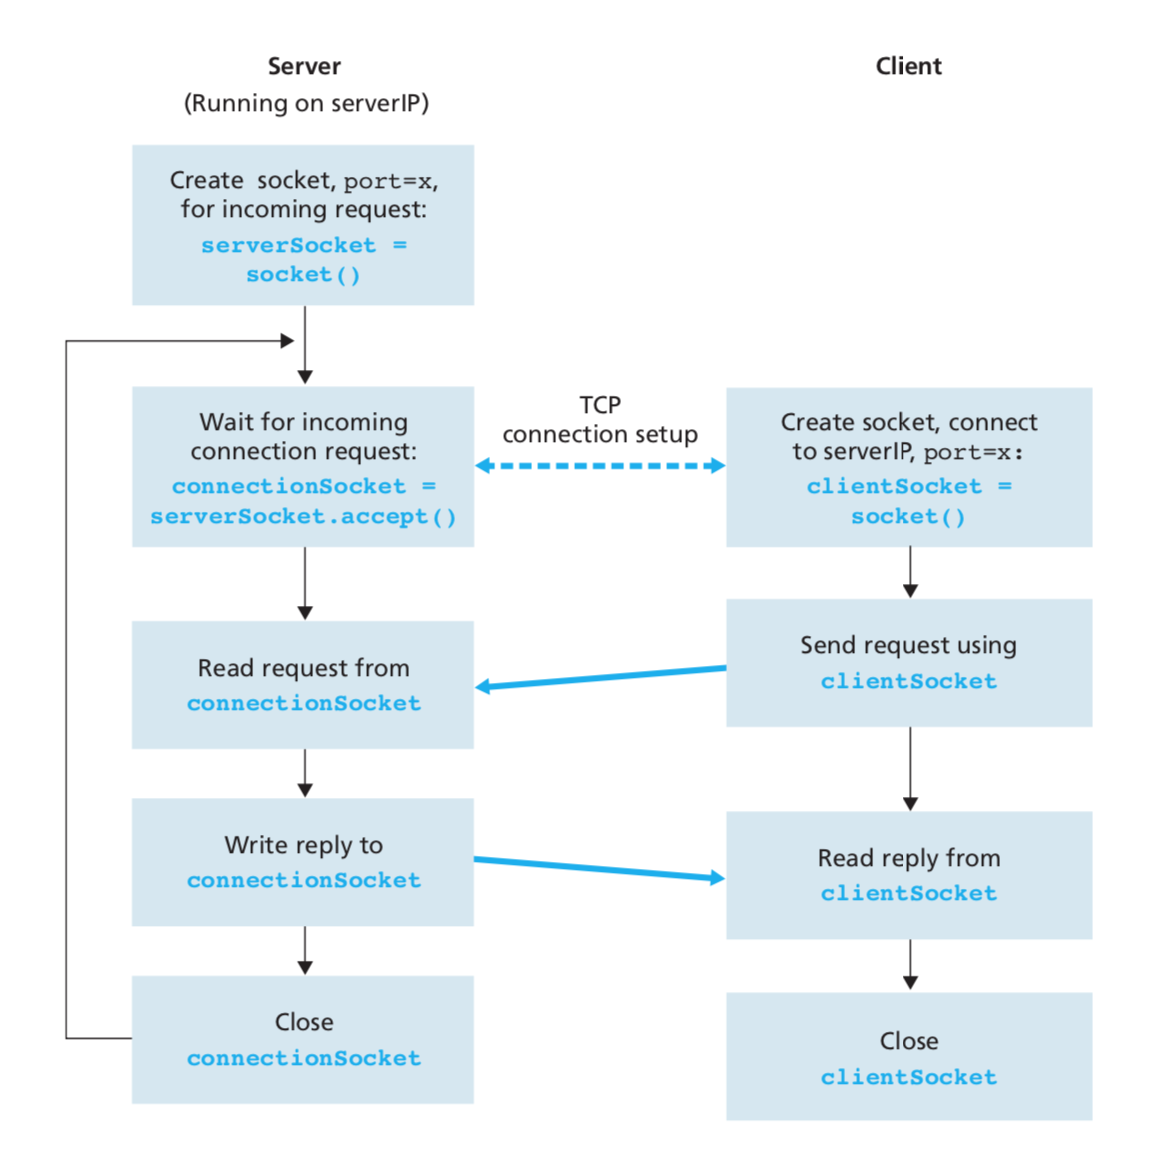 Server
(Running on serverIP)
Client
Create socket, port=x,
for incoming request:
serverSocket =
socket()
Wait for incoming
connection request:
connectionSocket =
serverSocket.accept()
TCP
connection setup
Create socket, connect
to serverIP, port=x:
clientSocket =
socket()
Read request from
connectionSocket
Send request using
clientSocket
Write reply to
connectionSocket
Read reply from
clientSocket
Close
connectionSocket
Close
clientSocket